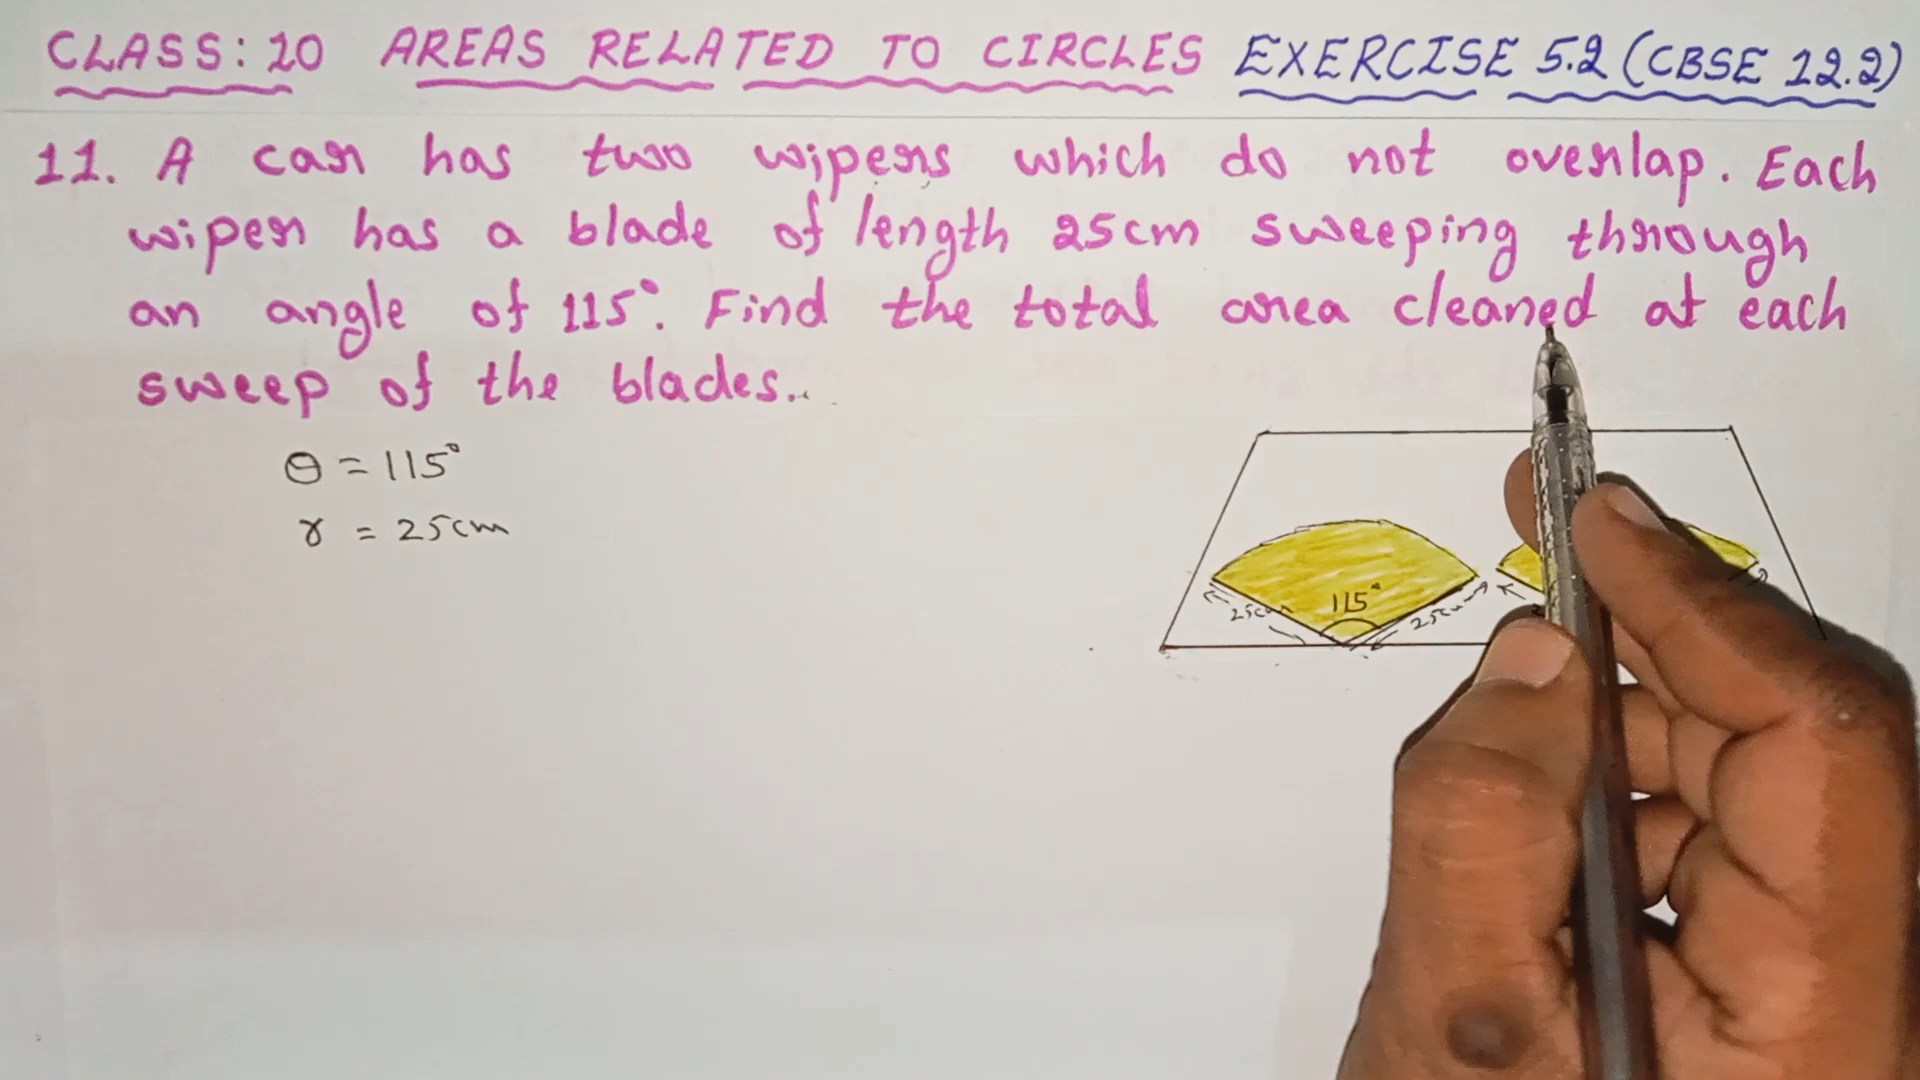 CLASS: 10 AREAS RELATED TO CIRCLES EXERCISE 5.2 (CBSE 12.2)
11. A car has two wipers which do not overlap. Each
wiper has a blade of length 25cm sweeping through
an angle of 115°. Find the total area cleaned at each
sweep of the blades.
θ = 115°
r = 25cm
115°
25cm
25cm